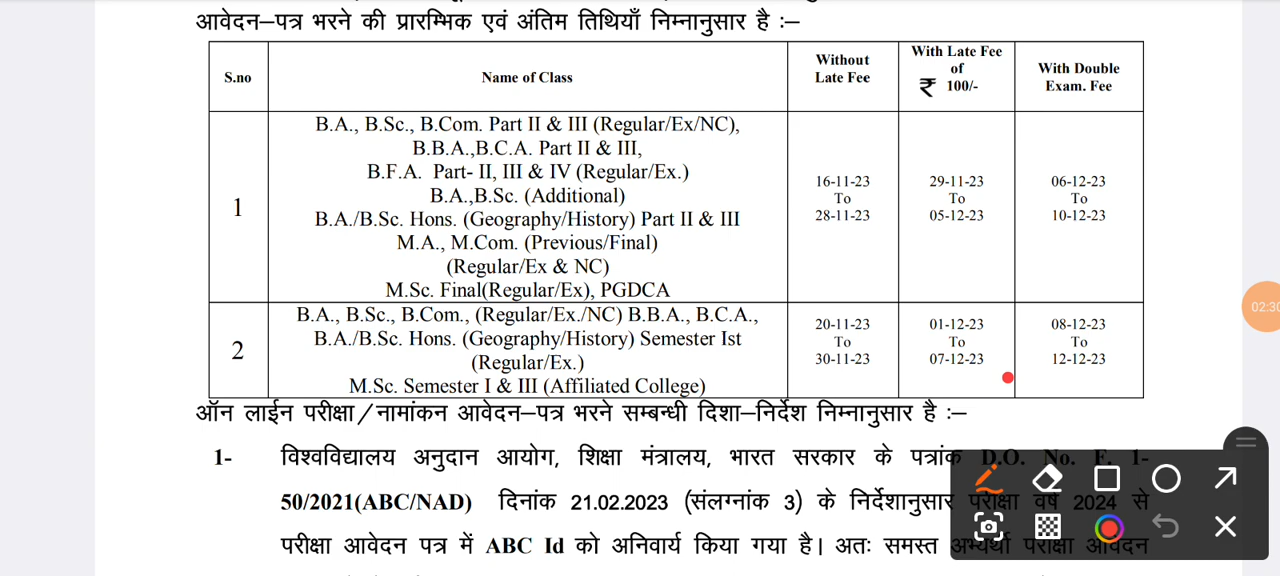 आवेदन–पत्र भरने की प्रारम्भिक एवं अंतिम तिथियाँ निम्नानुसार है :–
S.no
Name of Class
Without
Late Fee
With Late Fee
of
₹ 100/-
With Double
Exam. Fee
1
B.A., B.Sc., B.Com. Part II & III (Regular/Ex/NC),
B.B.A.,B.C.A. Part II & III,
B.F.A. Part- II, III & IV (Regular/Ex.)
B.A.,B.Sc. (Additional)
B.A./B.Sc. Hons. (Geography/History) Part II & III
M.A., M.Com. (Previous/Final)
(Regular/Ex & NC)
M.Sc. Final(Regular/Ex), PGDCA
16-11-23
To
28-11-23
29-11-23
To
05-12-23
06-12-23
To
10-12-23
2
B.A., B.Sc., B.Com., (Regular/Ex./NC) B.B.A., B.C.A.,
B.A./B.Sc. Hons. (Geography/History) Semester Ist
(Regular/Ex.)
M.Sc. Semester I & III (Affiliated College)
20-11-23
To
30-11-23
01-12-23
To
07-12-23
08-12-23
To
12-12-23
ऑन लाईन परीक्षा/नामांकन आवेदन–पत्र भरने सम्बन्धी दिशा–निर्देश निम्नानुसार है :–
1- विश्वविद्यालय अनुदान आयोग, शिक्षा मंत्रालय, भारत सरकार के पत्रांक D.O. No. F. 1-
50/2021(ABC/NAD) दिनांक 21.02.2023 (संलग्नांक 3) के निर्देशानुसार परीक्षा वर्ष 2024 से
परीक्षा आवेदन पत्र में ABC Id को अनिवार्य किया गया है। अतः समस्त अभ्यर्थी परीक्षा आवेदन
02:30